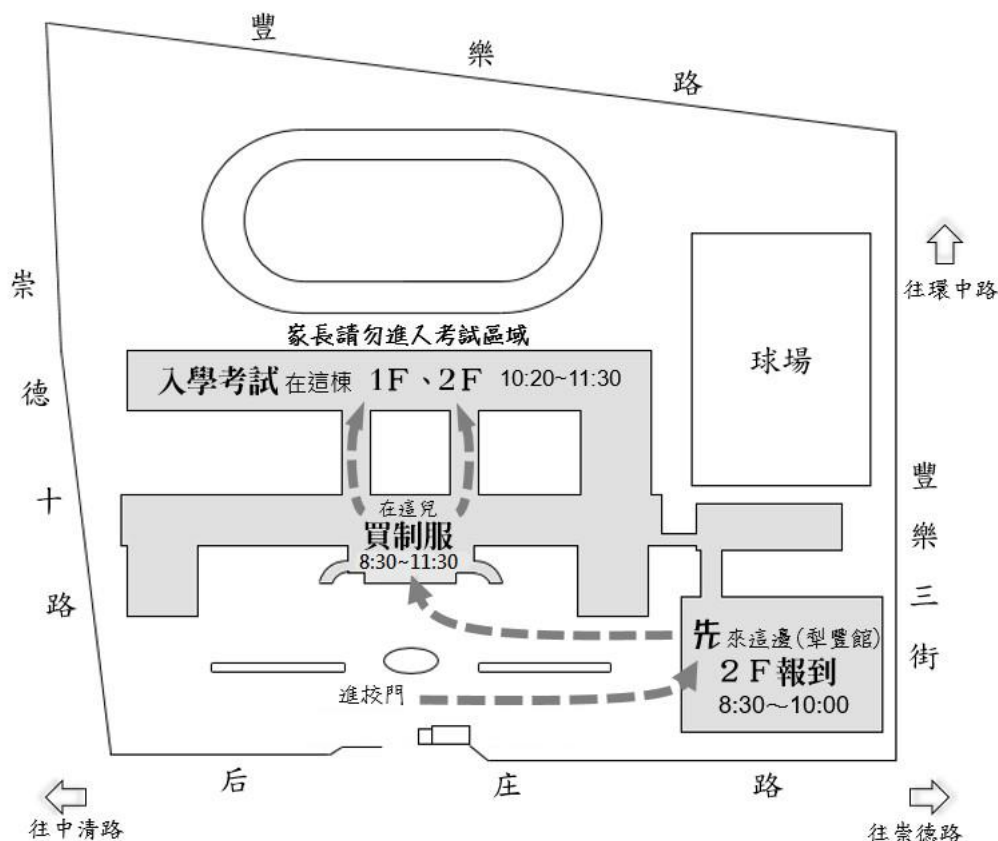 豐樂路
崇德十路
往環中路
家長請勿進入考試區域
入學考試在這棟 1F、2F 10:20~11:30
球場
豐樂三街
在這兒
買制服
8:30~11:30
先來這邊(犁豐館)
2F報到
8:30～10:00
進校門
后庄路
往中清路
往崇德路